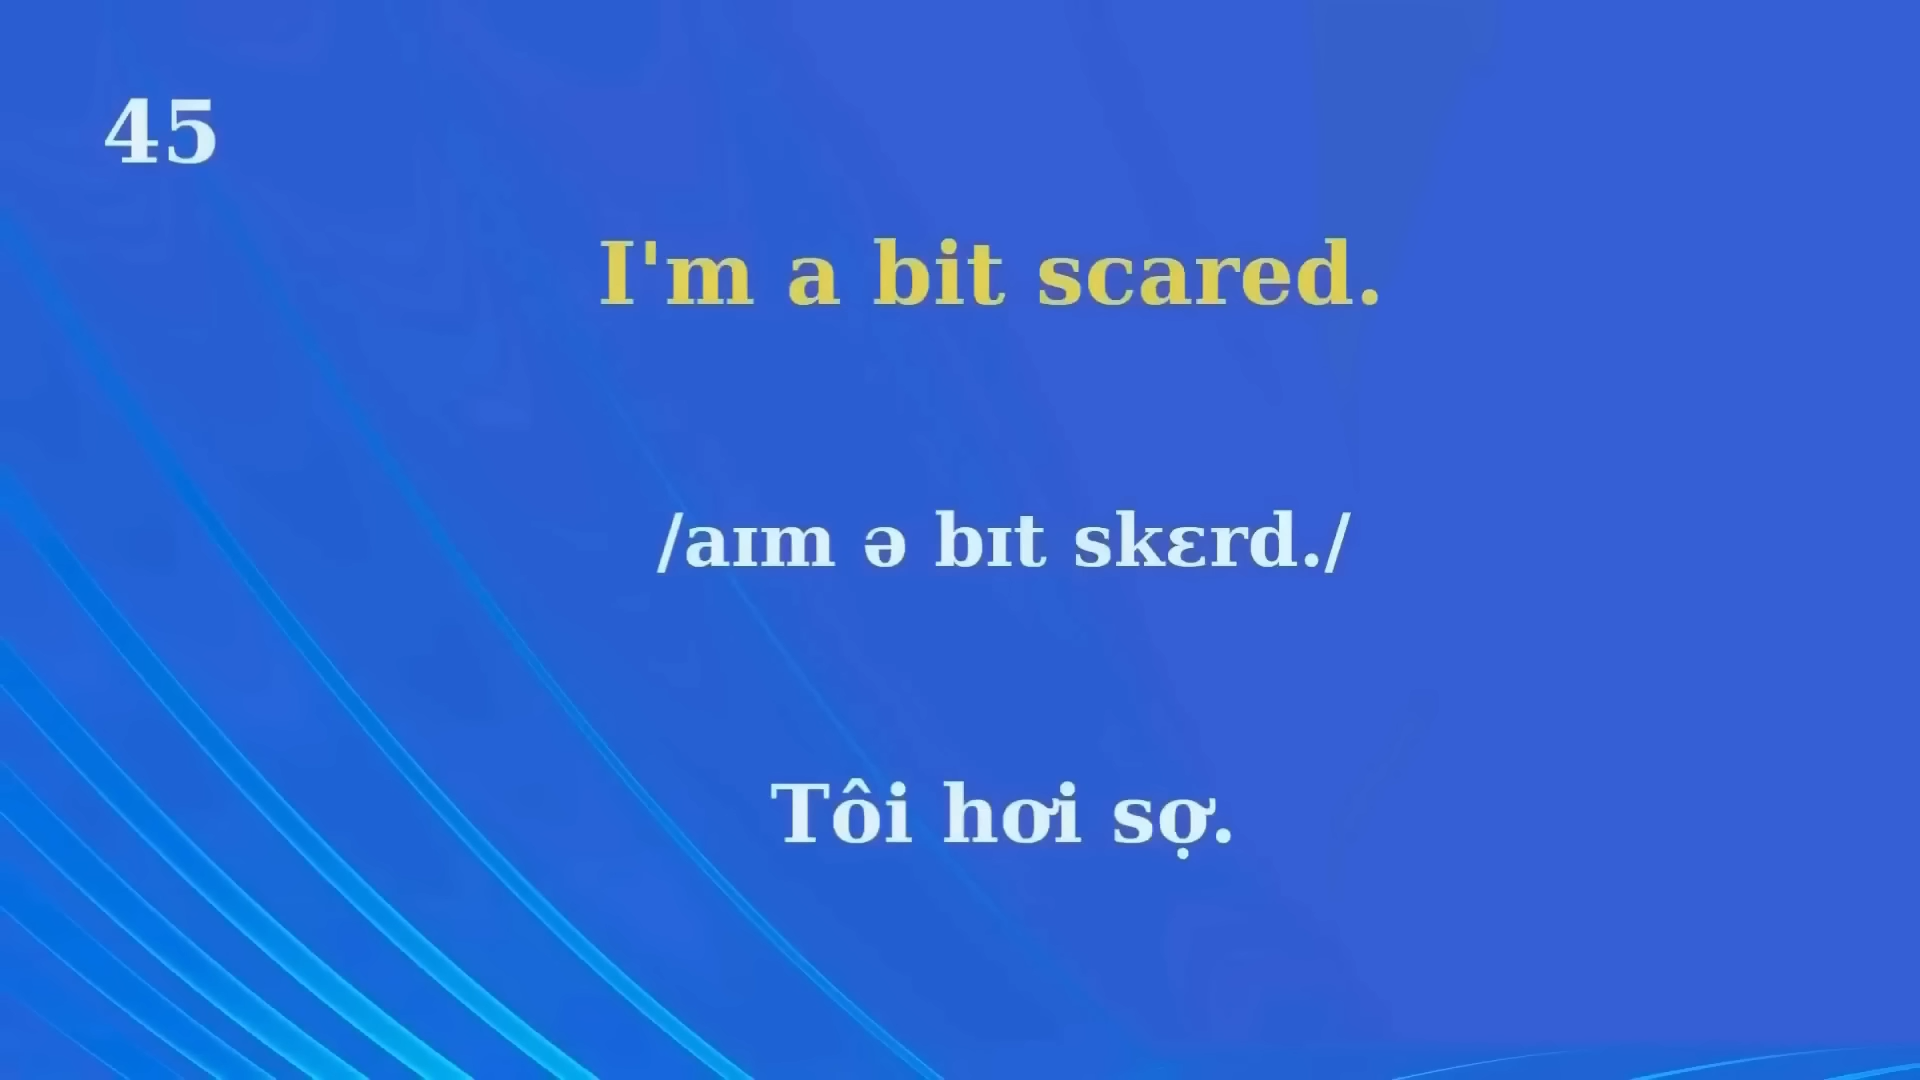 45
I'm a bit scared.
/aɪm ə bɪt skɛrd./
Tôi hơi sợ.